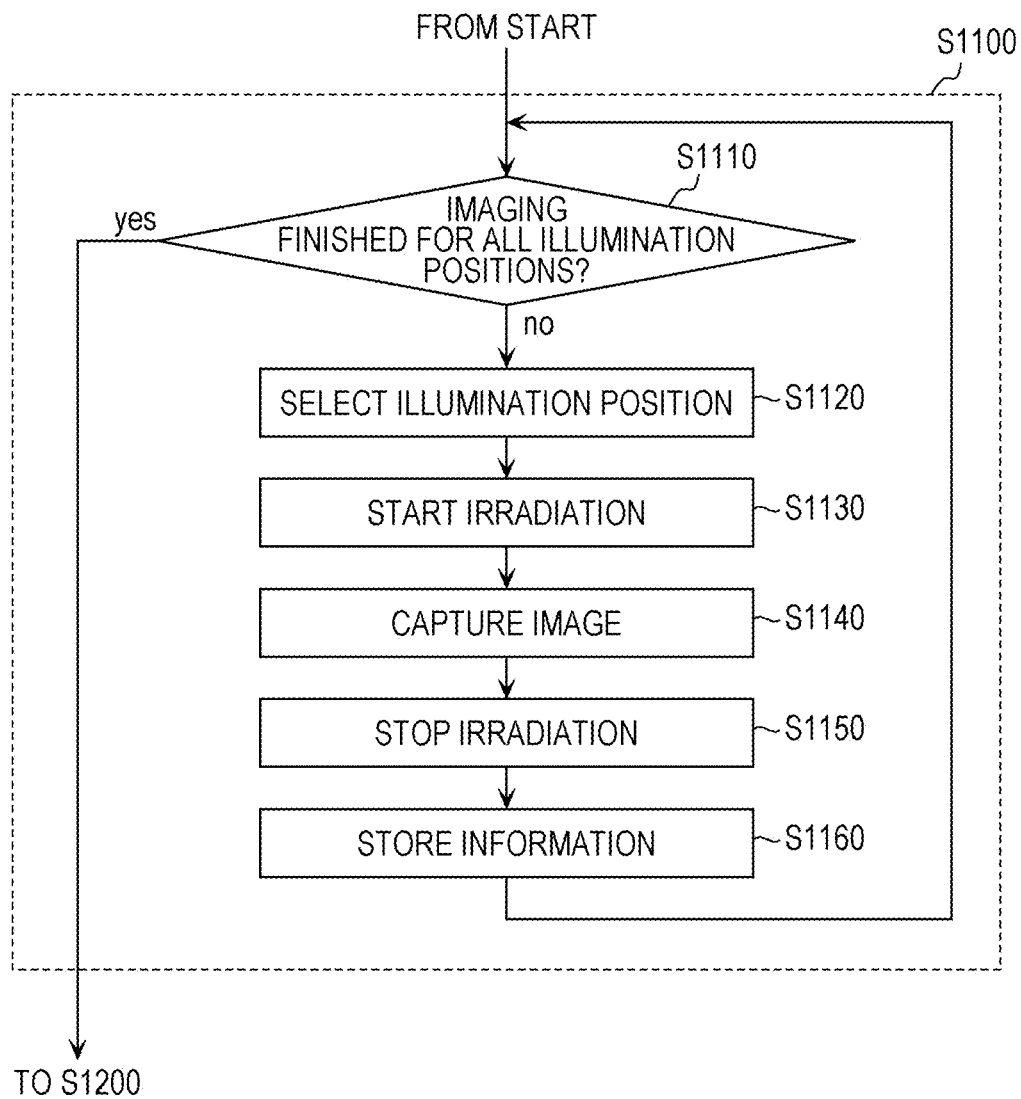 FROM START
S1100
S1110
yes
IMAGING
FINISHED FOR ALL ILLUMINATION
POSITIONS?
no
SELECT ILLUMINATION POSITION
S1120
START IRRADIATION
S1130
CAPTURE IMAGE
S1140
STOP IRRADIATION
S1150
STORE INFORMATION
S1160
TO S1200